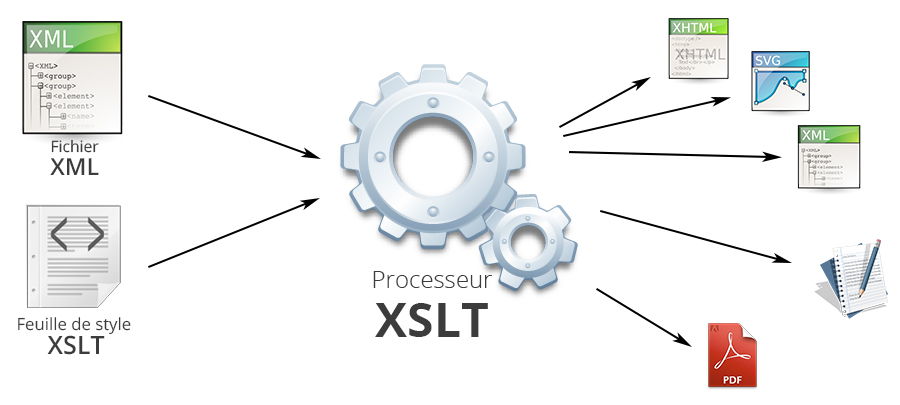 XML
<XML>
<group>
<group>
<element>
<element>
<name>
Fichier
XML
Feuille de style
XSLT
Processeur
XSLT
XHTML
XHTML
SVG
XML
<XML>
<group>
<group>
<element>
<element>
PDF